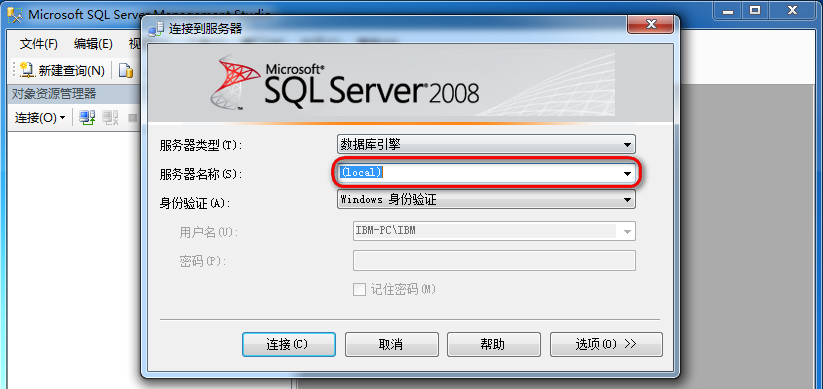 Microsoft SQL Server Management Studio
连接到服务器
文件(F) 编辑(E)
新建查询(N)
Microsoft®
SQL Server® 2008
对象资源管理器
连接(O)
服务器类型(T): 数据库引擎
服务器名称(S): (local)
身份验证(A): Windows 身份验证
用户名(U): IBM-PC\IBM
密码(P):
记住密码(M)
连接(C) 取消 帮助 选项(O) >>